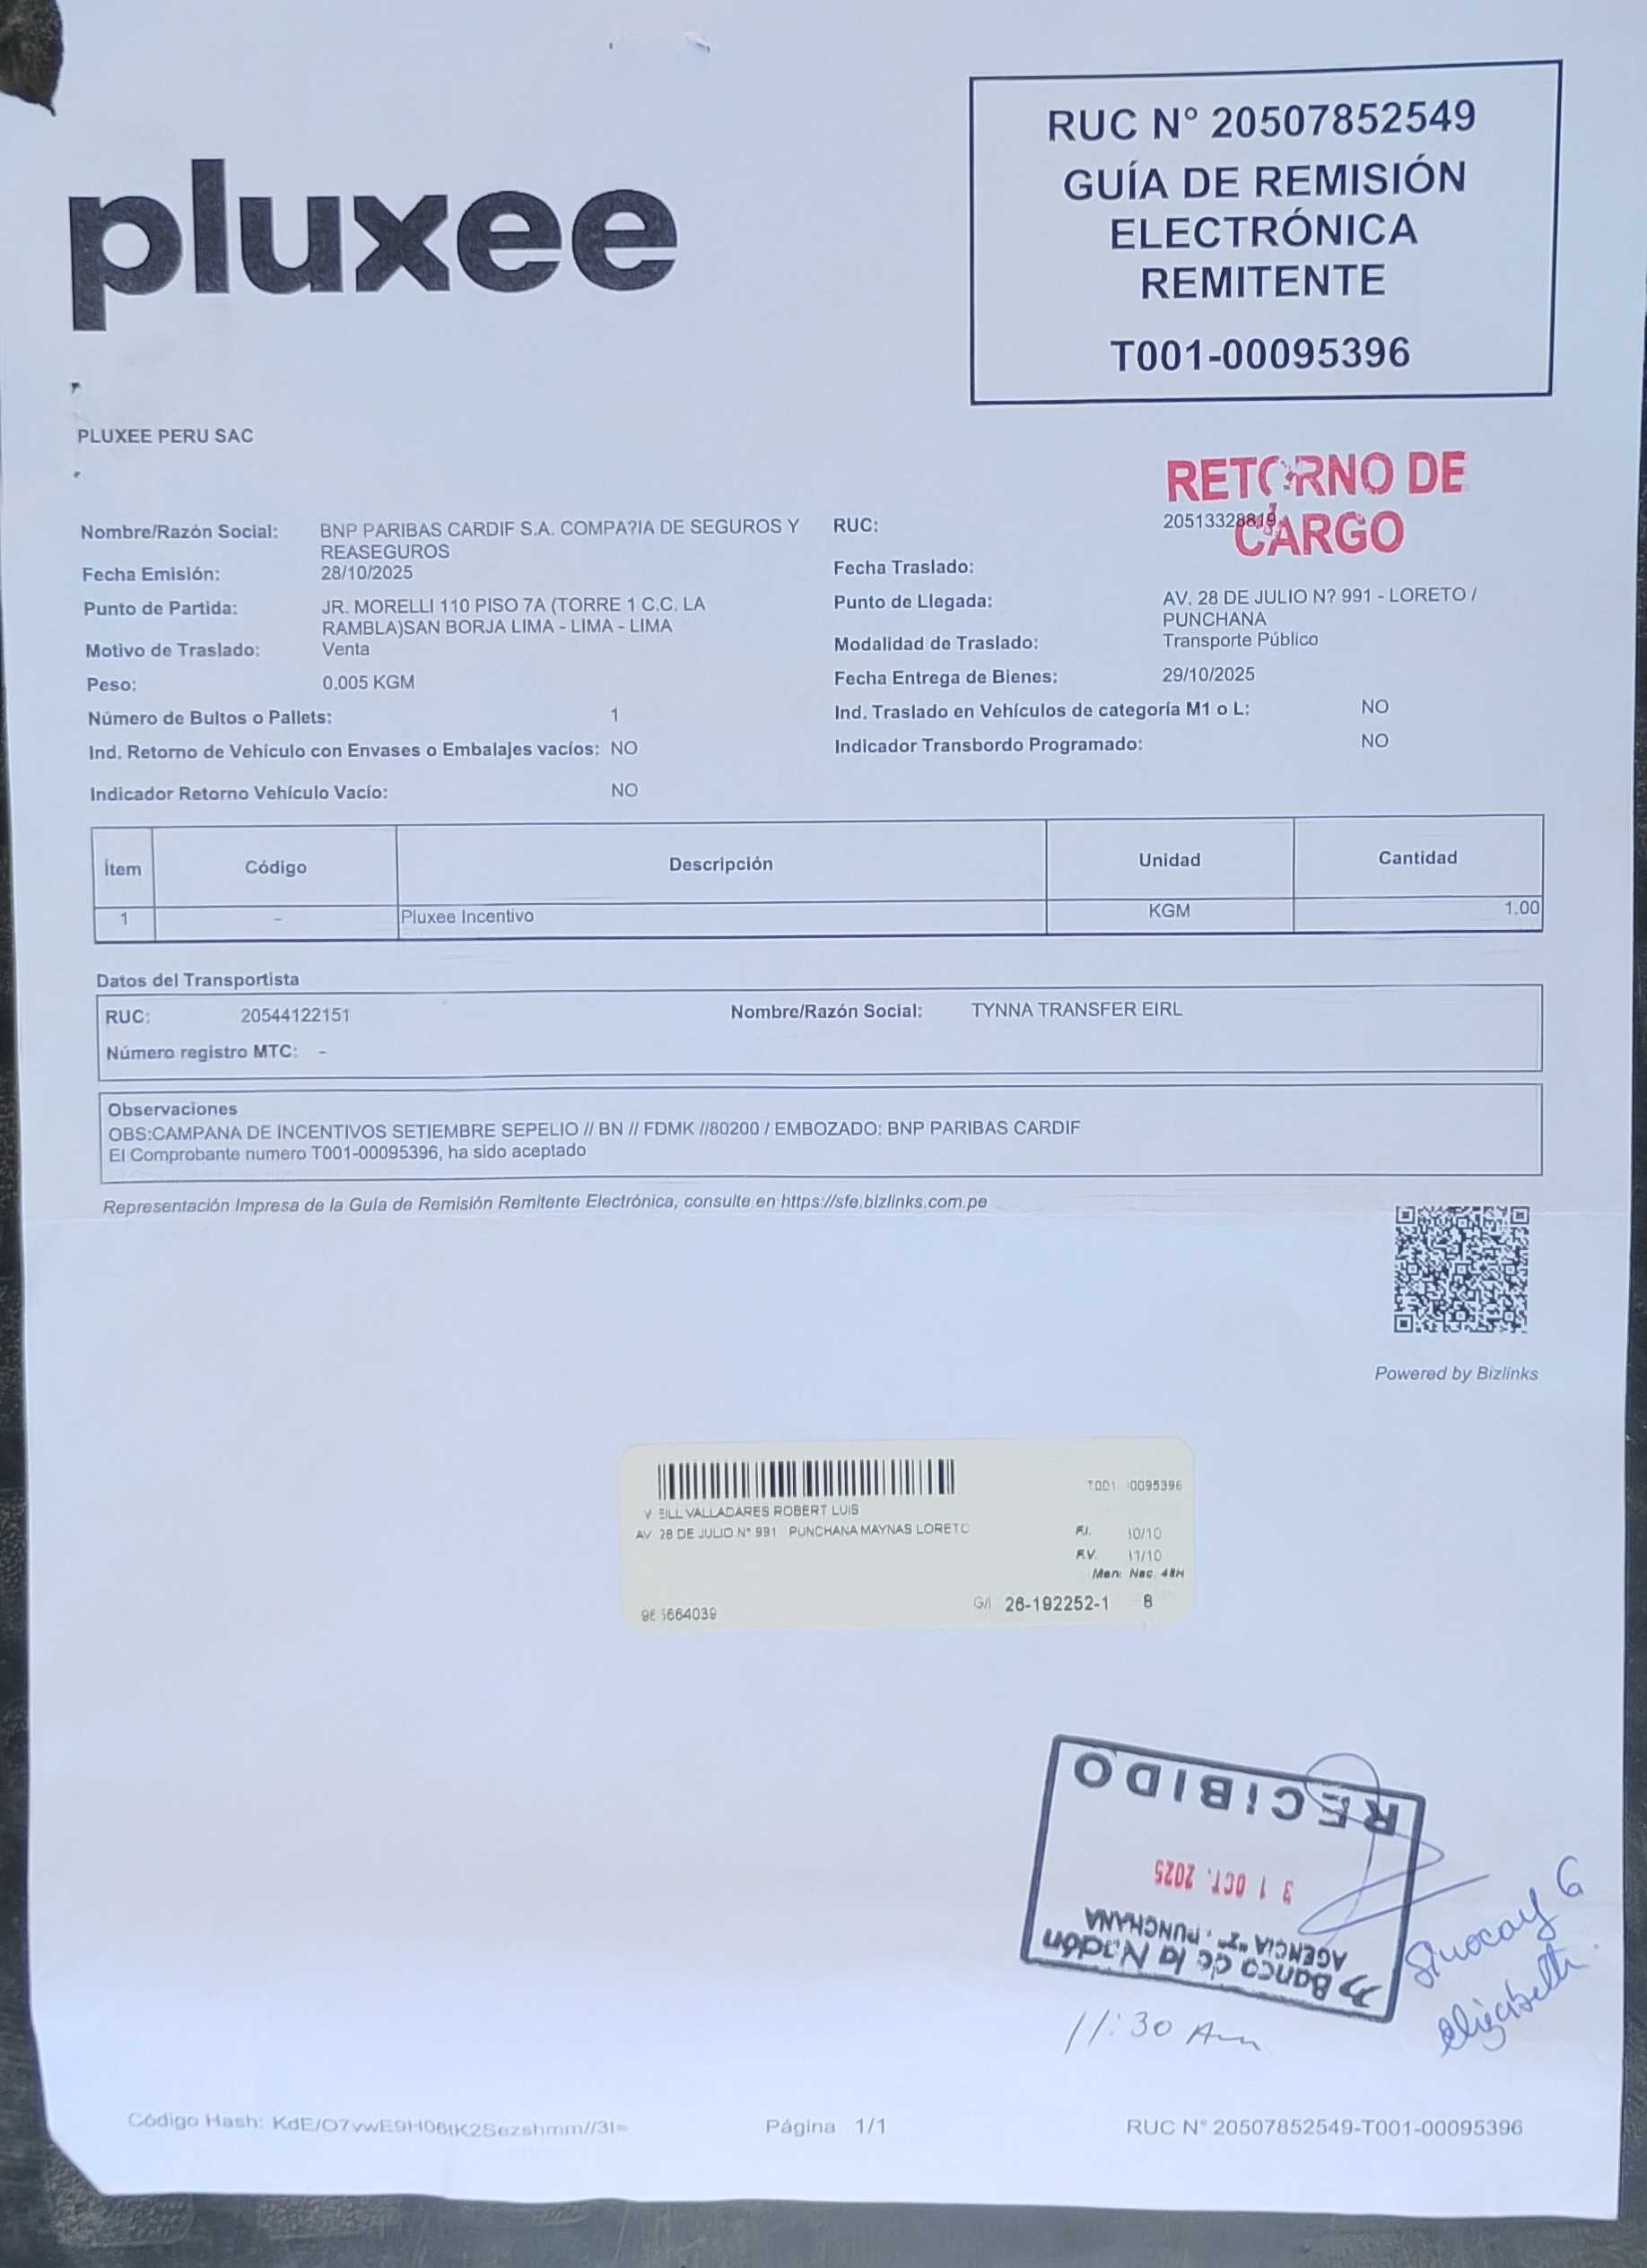 pluxee
RUC N° 20507852549
GUÍA DE REMISIÓN
ELECTRÓNICA
REMITENTE
T001-00095396
PLUXEE PERU SAC
RETORNO DE
CARGO
Nombre/Razón Social: BNP PARIBAS CARDIF S.A. COMPA?IA DE SEGUROS Y REASEGUROS
RUC: 20513328819
Fecha Emisión: 28/10/2025
Fecha Traslado:
Punto de Partida: JR. MORELLI 110 PISO 7A (TORRE 1 C.C. LA RAMBLA)SAN BORJA LIMA - LIMA - LIMA
Punto de Llegada: AV. 28 DE JULIO N? 991 - LORETO / PUNCHANA
Motivo de Traslado: Venta
Modalidad de Traslado: Transporte Público
Peso: 0.005 KGM
Fecha Entrega de Bienes: 29/10/2025
Número de Bultos o Pallets: 1
Ind. Traslado en Vehículos de categoría M1 o L: NO
Ind. Retorno de Vehículo con Envases o Embalajes vacíos: NO
Indicador Transbordo Programado: NO
Indicador Retorno Vehículo Vacío: NO
Ítem Código Descripción Unidad Cantidad
1 - Pluxee Incentivo KGM 1.00
Datos del Transportista
RUC: 20544122151 Nombre/Razón Social: TYNNA TRANSFER EIRL
Número registro MTC: -
Observaciones
OBS:CAMPANA DE INCENTIVOS SETIEMBRE SEPELIO // BN // FDMK //80200 / EMBOZADO: BNP PARIBAS CARDIF
El Comprobante numero T001-00095396, ha sido aceptado
Representación Impresa de la Guía de Remisión Remitente Electrónica, consulte en https://sfe.bizlinks.com.pe
Powered by Bizlinks
T001 0095396
VALLADARES ROBERT LUIS
AV 28 DE JULIO N° 991 PUNCHANA MAYNAS LORETO
F.I. 30/10
F.V. 31/10
Men: Nac. 48H
664039
G/I 26-192252-1 8
RECIBIDO
31 OCT. 2025
AGENCIA "2" PUNCHANA
Banco de la Nación
11:30 Am
Elizabeth
Código Hash: KdE/O7vwE9H06tK2Sezshmm//3I=
Página 1/1
RUC N° 20507852549-T001-00095396